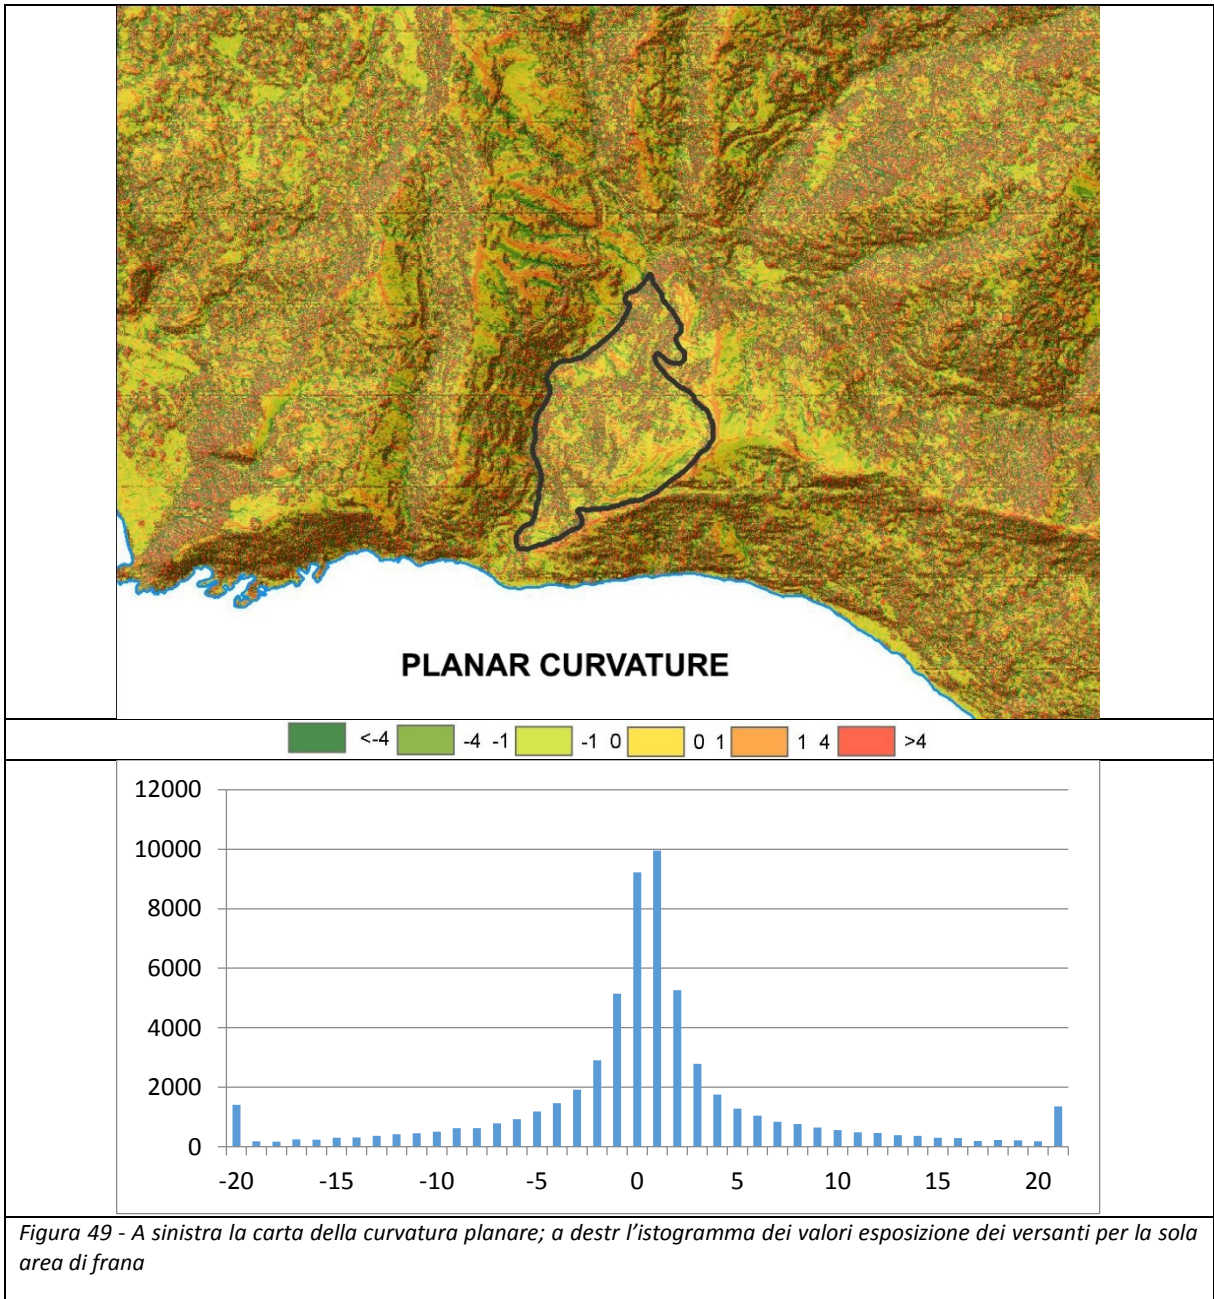 PLANAR CURVATURE
<-4 -4 -1 -1 0 0 1 1 4 >4
12000
10000
8000
6000
4000
2000
0
-20 -15 -10 -5 0 5 10 15 20
Figura 49 - A sinistra la carta della curvatura planare; a destr l’istogramma dei valori esposizione dei versanti per la sola
area di frana